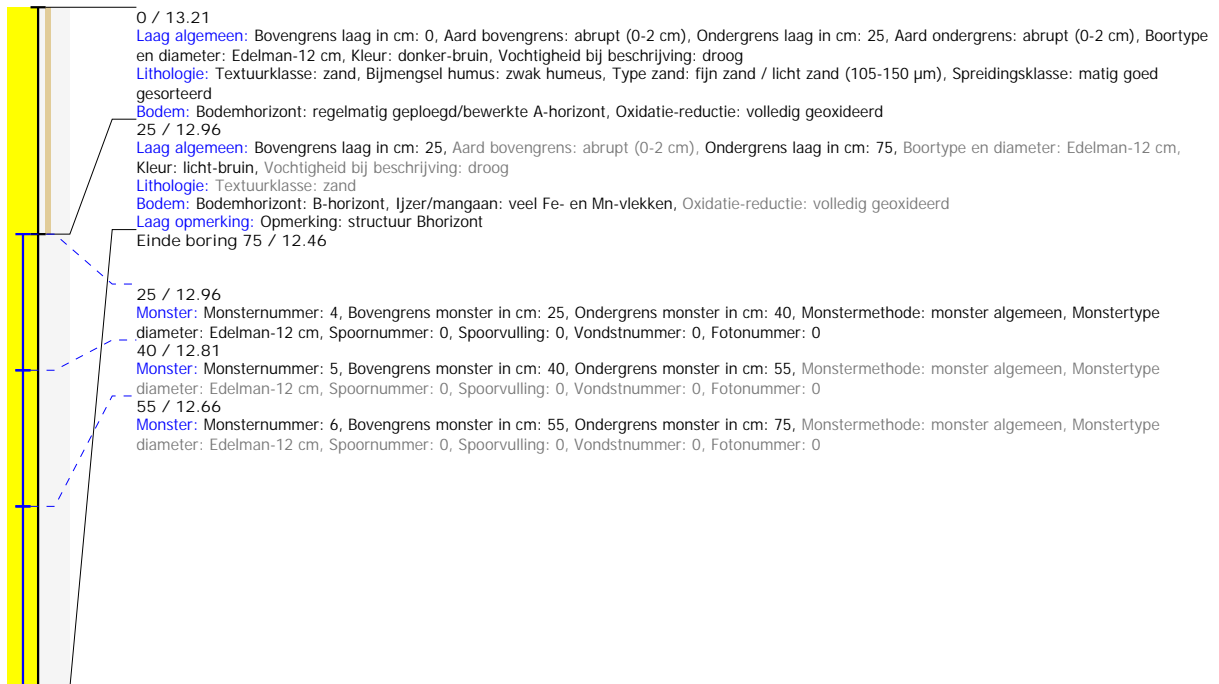 0 / 13.21
Laag algemeen: Bovengrens laag in cm: 0, Aard bovengrens: abrupt (0-2 cm), Ondergrens laag in cm: 25, Aard ondergrens: abrupt (0-2 cm), Boortype
en diameter: Edelman-12 cm, Kleur: donker-bruin, Vochtigheid bij beschrijving: droog
Lithologie: Textuurklasse: zand, Bijmengsel humus: zwak humeus, Type zand: fijn zand / licht zand (105-150 µm), Spreidingsklasse: matig goed
gesorteerd
Bodem: Bodemhorizont: regelmatig geploegd/bewerkte A-horizont, Oxidatie-reductie: volledig geoxideerd
25 / 12.96
Laag algemeen: Bovengrens laag in cm: 25, Aard bovengrens: abrupt (0-2 cm), Ondergrens laag in cm: 75, Boortype en diameter: Edelman-12 cm,
Kleur: licht-bruin, Vochtigheid bij beschrijving: droog
Lithologie: Textuurklasse: zand
Bodem: Bodemhorizont: B-horizont, Ijzer/mangaan: veel Fe- en Mn-vlekken, Oxidatie-reductie: volledig geoxideerd
Laag opmerking: Opmerking: structuur Bhorizont
Einde boring 75 / 12.46
25 / 12.96
Monster: Monsternummer: 4, Bovengrens monster in cm: 25, Ondergrens monster in cm: 40, Monstermethode: monster algemeen, Monstertype
diameter: Edelman-12 cm, Spoornummer: 0, Spoorvulling: 0, Vondstnummer: 0, Fotonummer: 0
40 / 12.81
Monster: Monsternummer: 5, Bovengrens monster in cm: 40, Ondergrens monster in cm: 55, Monstermethode: monster algemeen, Monstertype
diameter: Edelman-12 cm, Spoornummer: 0, Spoorvulling: 0, Vondstnummer: 0, Fotonummer: 0
55 / 12.66
Monster: Monsternummer: 6, Bovengrens monster in cm: 55, Ondergrens monster in cm: 75, Monstermethode: monster algemeen, Monstertype
diameter: Edelman-12 cm, Spoornummer: 0, Spoorvulling: 0, Vondstnummer: 0, Fotonummer: 0